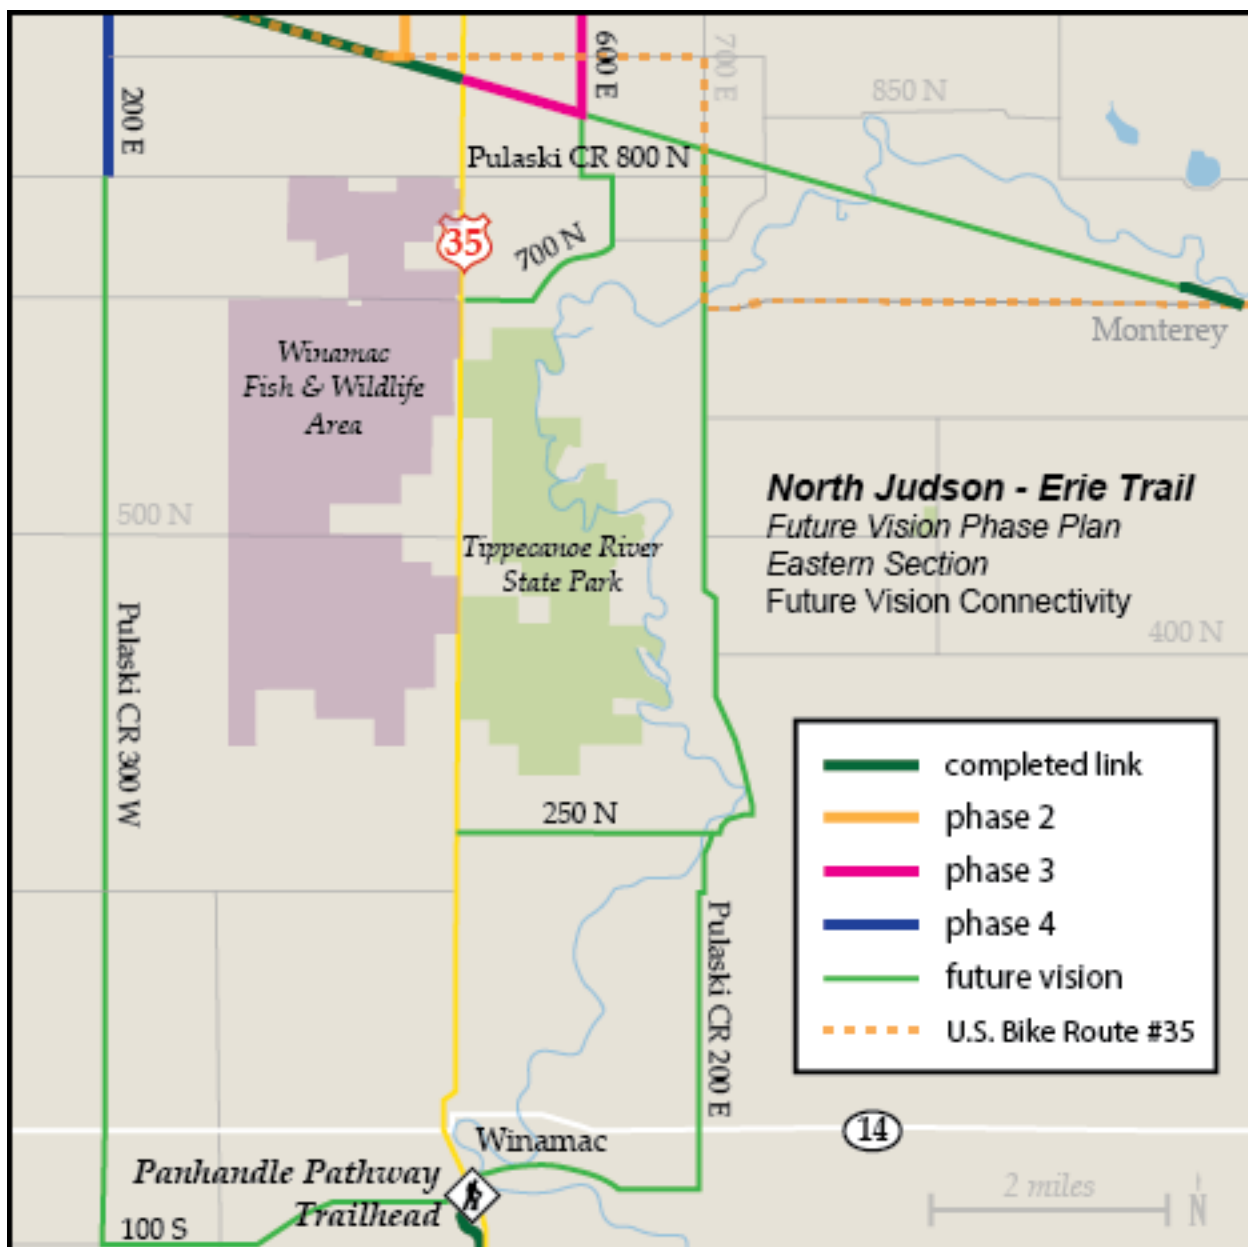 200 E
600 E
700 E
850 N
Pulaski CR 800 N
35
700 N
Monterey
Winamac
Fish & Wildlife
Area
500 N
North Judson - Erie Trail
Future Vision Phase Plan
Eastern Section
Future Vision Connectivity
Tippecanoe River
State Park
400 N
Pulaski CR 300 W
250 N
completed link
phase 2
phase 3
phase 4
future vision
U.S. Bike Route #35
Pulaski CR 200 E
14
Winamac
Panhandle Pathway
Trailhead
100 S
2 miles
N